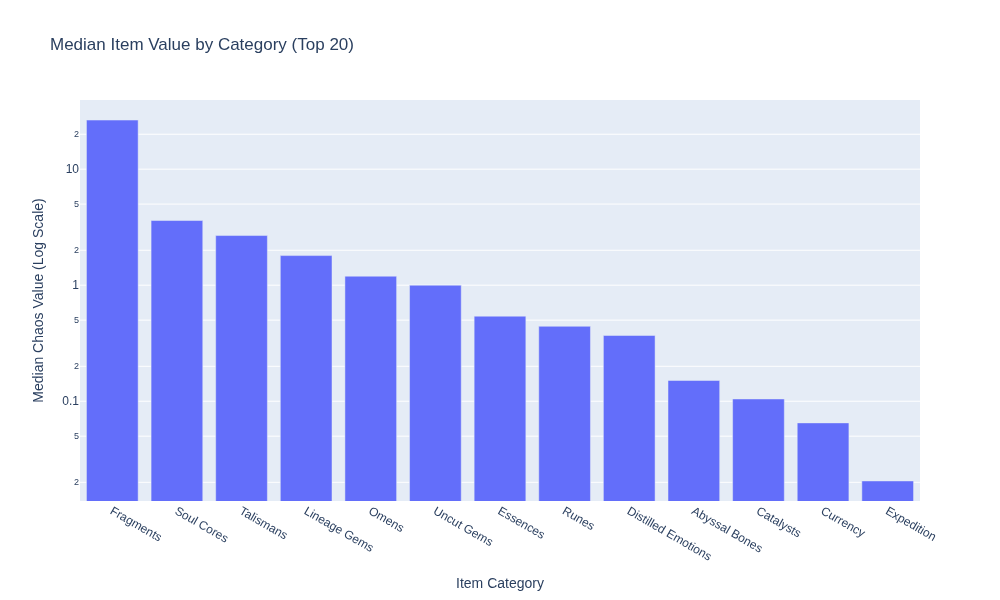 Median Item Value by Category (Top 20)
2
10
5
2
1
5
2
0.1
5
2
Median Chaos Value (Log Scale)
Fragments
Soul Cores
Talismans
Lineage Gems
Omens
Uncut Gems
Essences
Runes
Distilled Emotions
Abyssal Bones
Catalysts
Currency
Expedition
Item Category